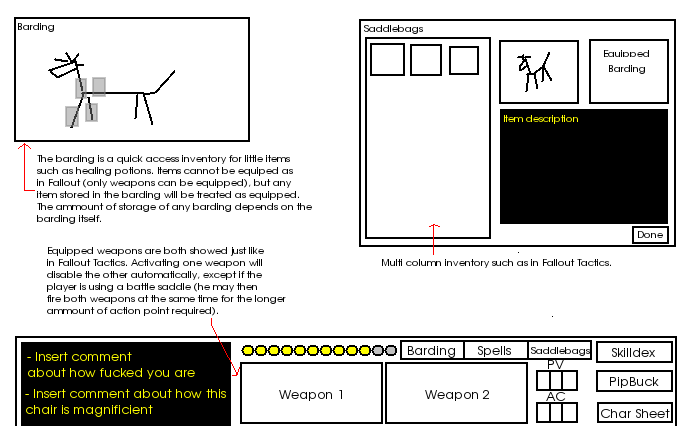 Barding
The barding is a quick access inventory for little items
such as healing potions. Items cannot be equiped as
in Fallout (only weapons can be equipped), but any
item stored in the barding will be treated as equipped.
The ammount of storage of any barding depends on the
barding itself.
Saddlebags
Equipped
Barding
Item description
Done
Multi column inventory such as in Fallout Tactics.
Equipped weapons are both showed just like
in Fallout Tactics. Activating one weapon will
disable the other automatically, except if the
player is using a battle saddle (he may then
fire both weapons at the same time for the longer
ammount of action point required).
- Insert comment
about how fucked you are
- Insert comment about how this
chair is magnificient
Barding
Spells
Saddlebags
Weapon 1
Weapon 2
PV
AC
Skilldex
PipBuck
Char Sheet